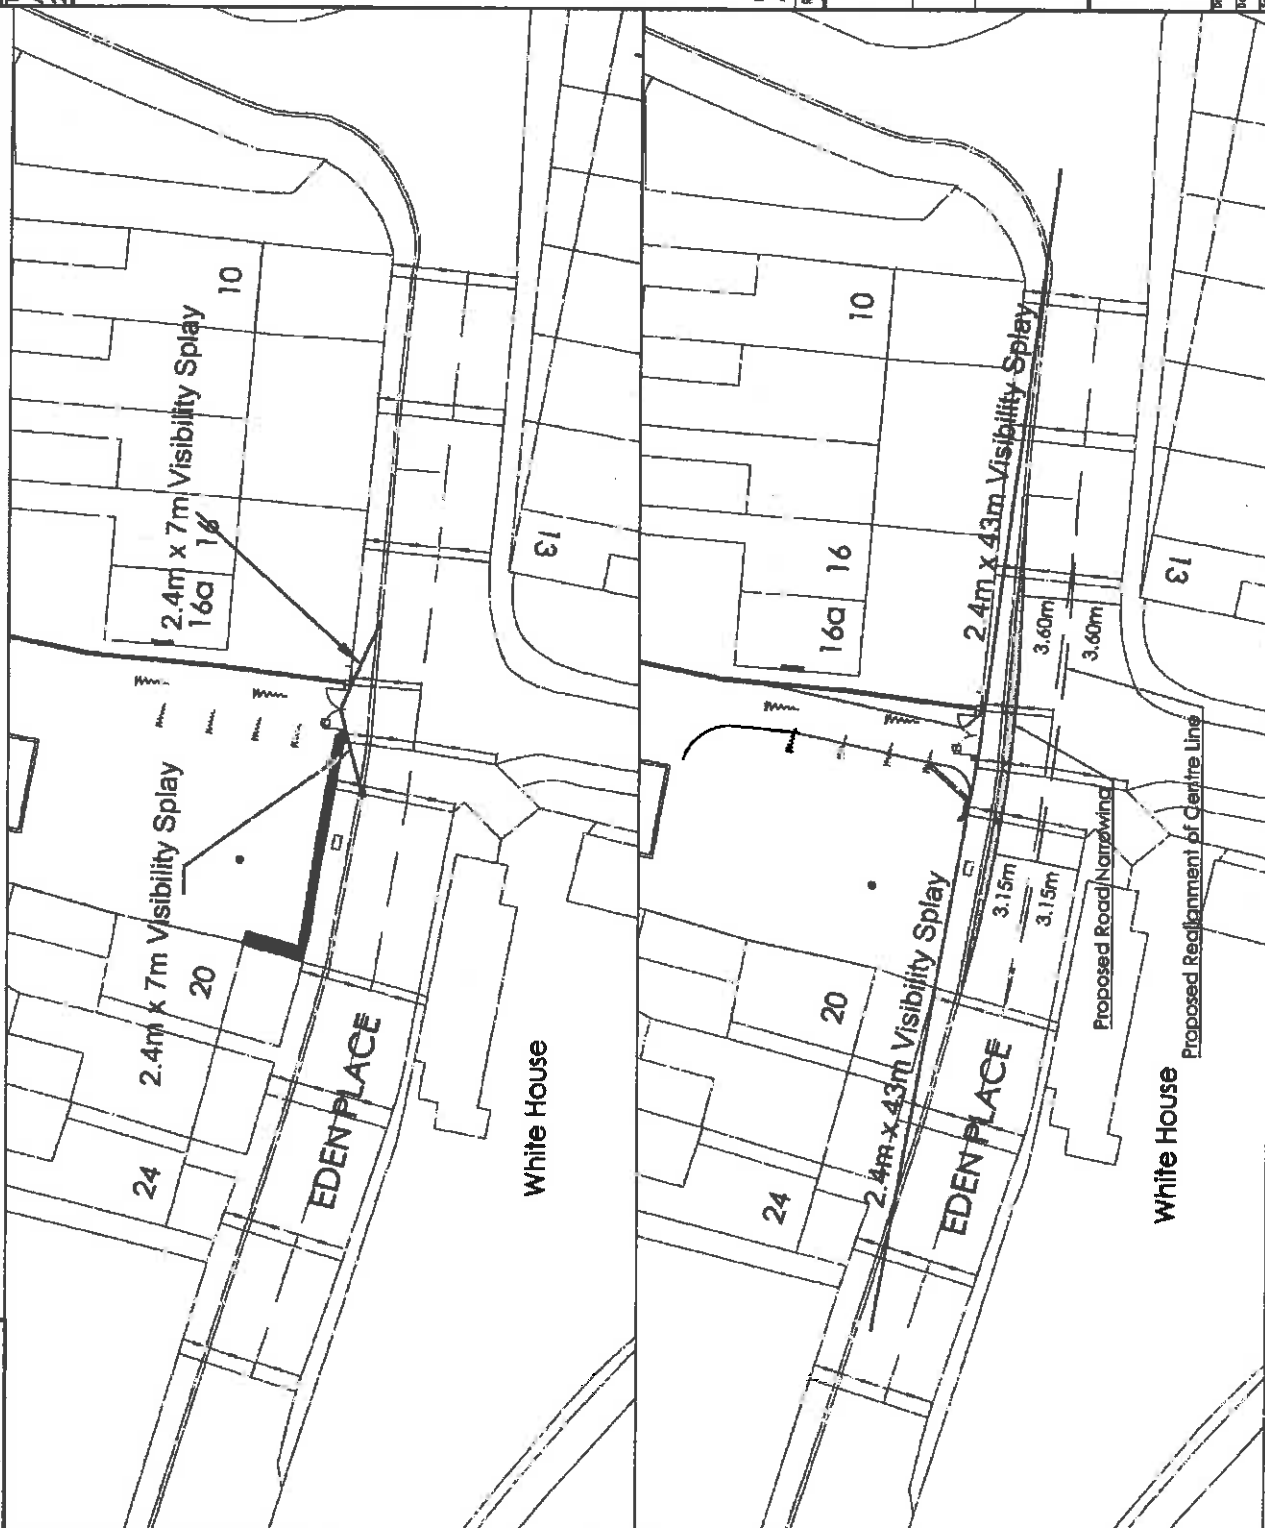 10
2.4m x 7m Visibility Splay
16
16a
13
2.4m x 7m Visibility Splay
20
24
EDEN PLACE
White House
10
2.4m x 43m Visibility Splay
16
16a
13
3.60m
3.60m
2.4m x 43m Visibility Splay
3.15m
3.15m
Proposed Road Narrowing
Proposed Realignment of Centre Line
20
24
EDEN PLACE
White House